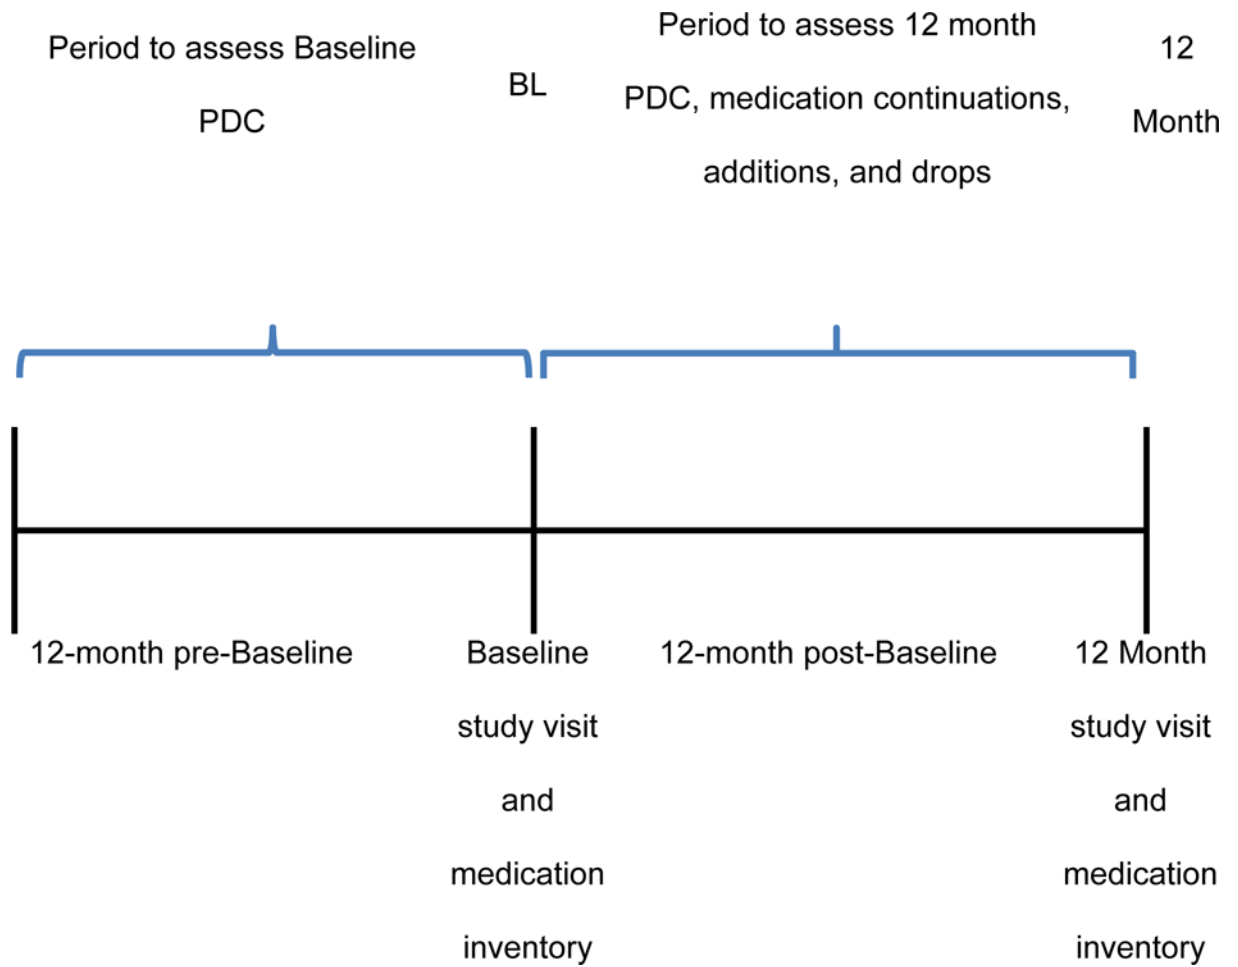 Period to assess Baseline
PDC
BL
Period to assess 12 month
PDC, medication continuations,
additions, and drops
12
Month
12-month pre-Baseline
Baseline
study visit
and
medication
inventory
12-month post-Baseline
12 Month
study visit
and
medication
inventory